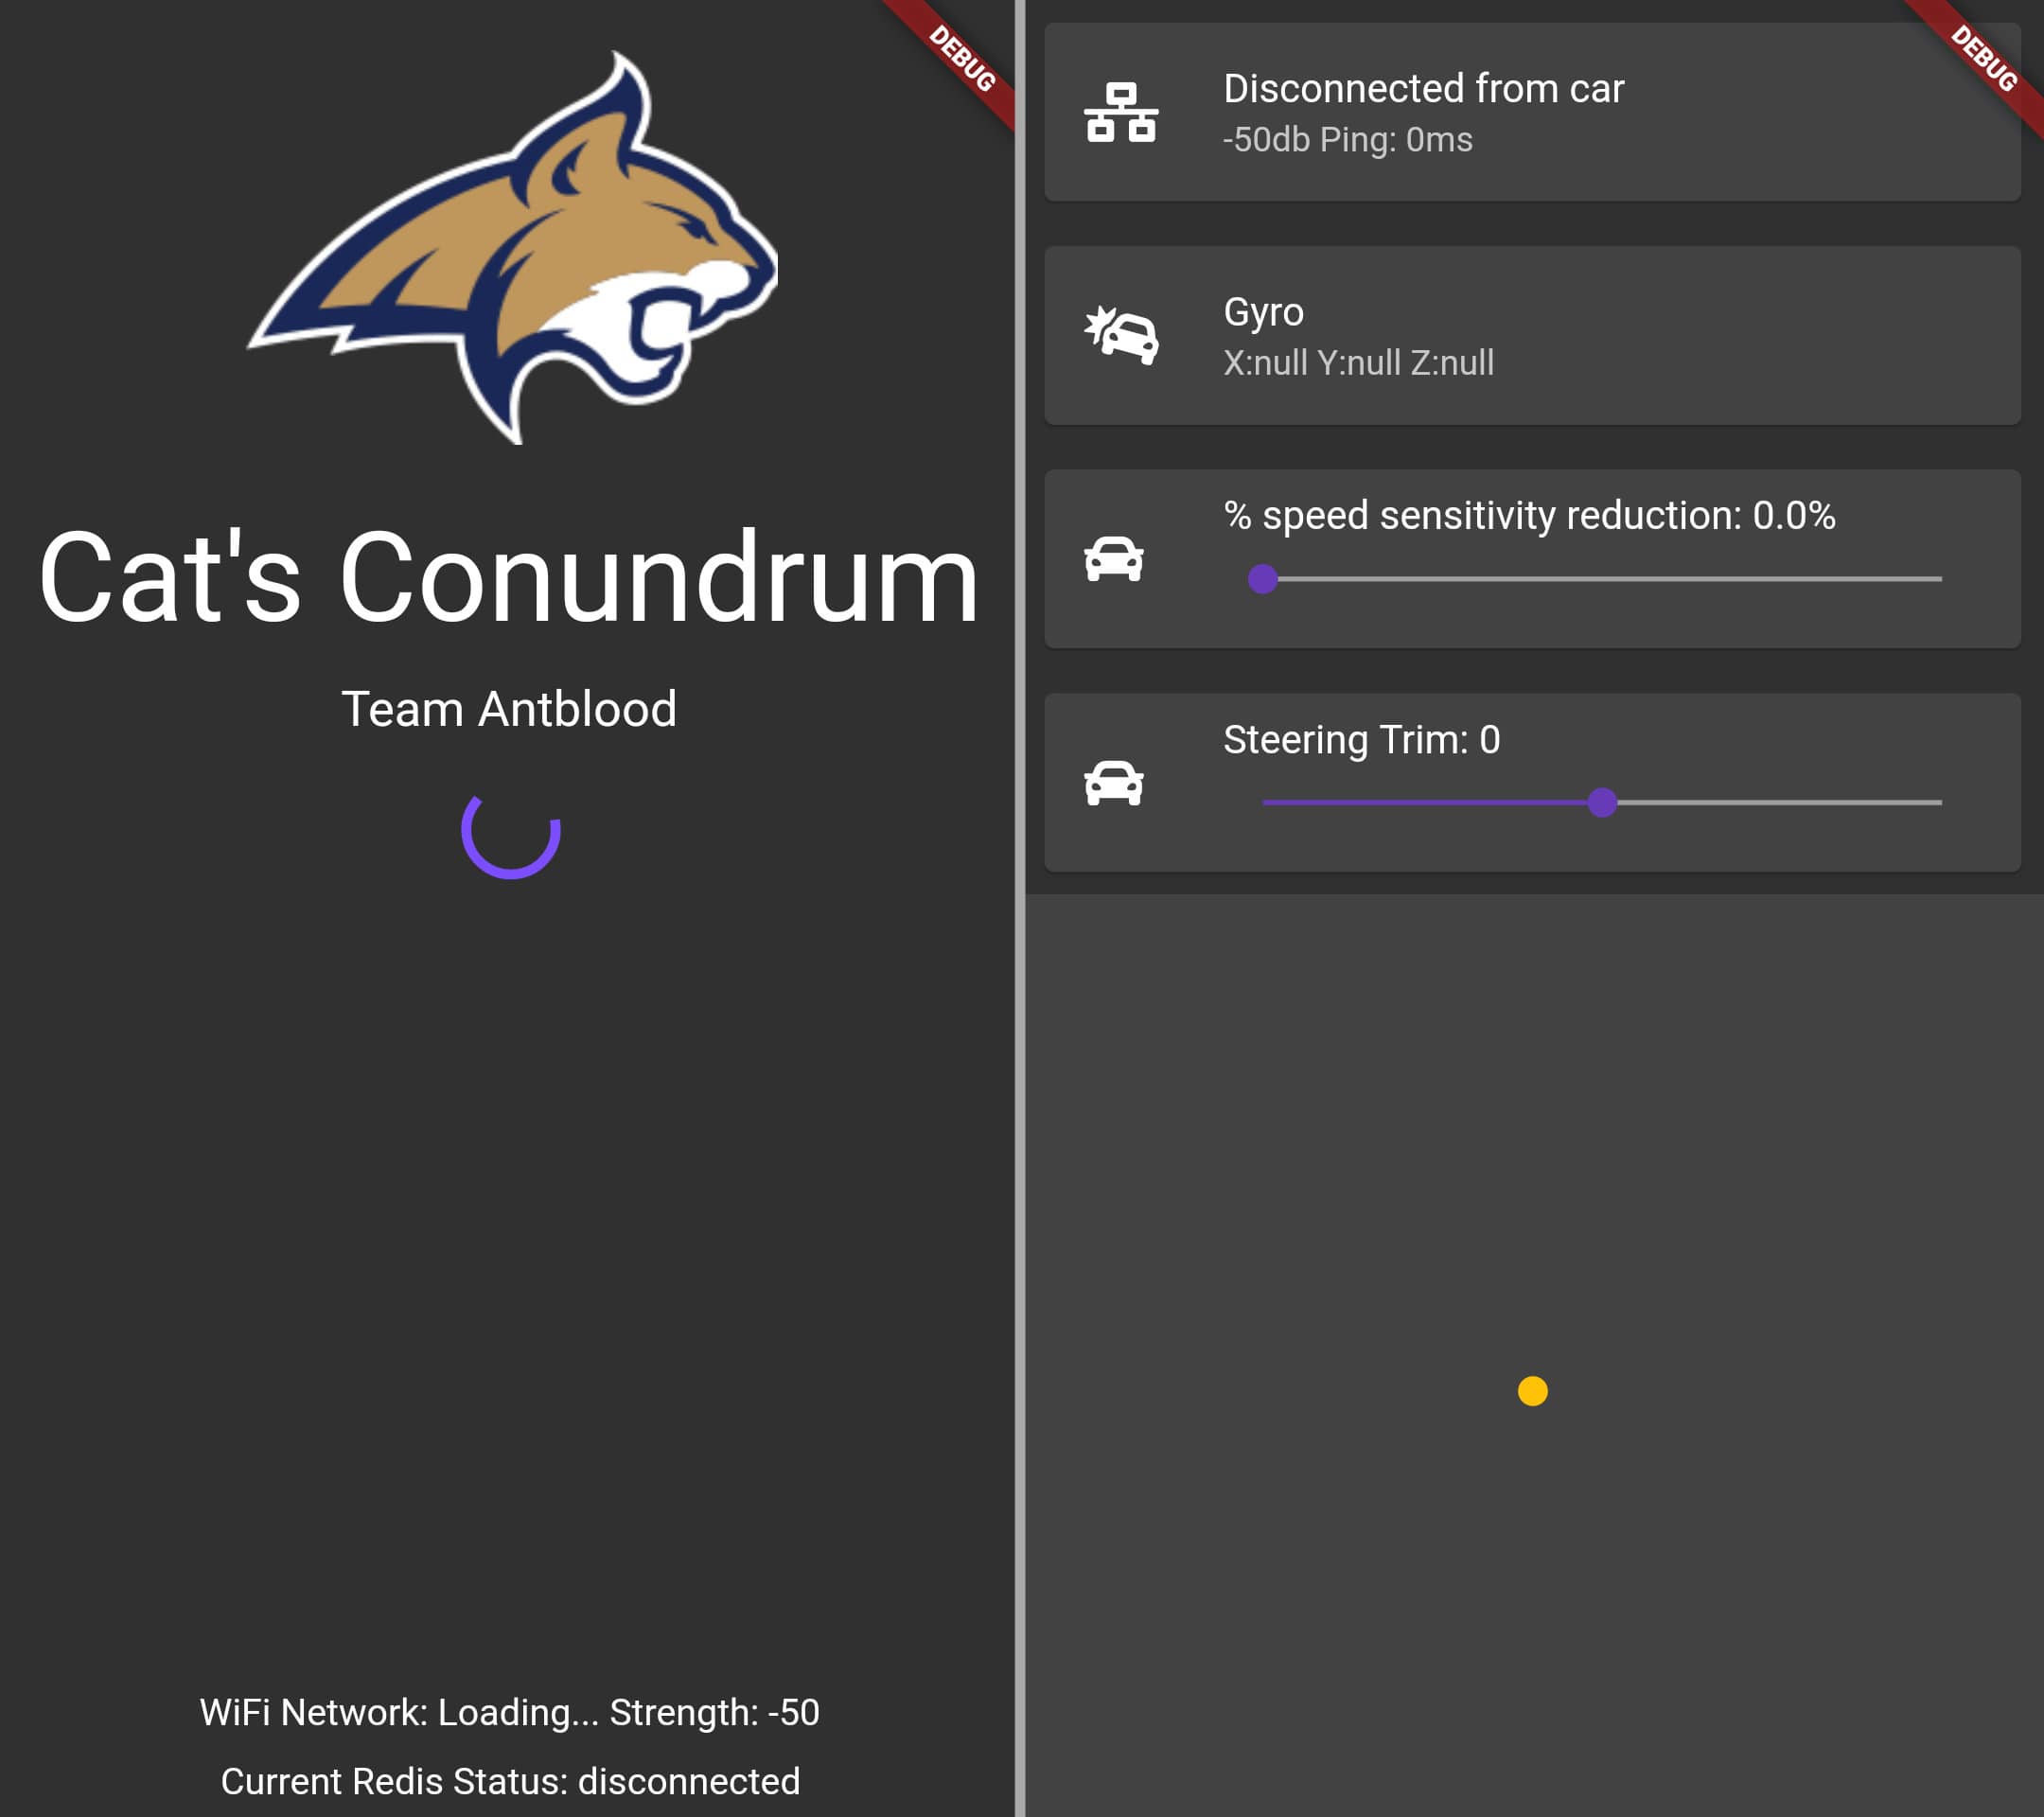 DEBUG
Cat's Conundrum
Team Antblood
WiFi Network: Loading... Strength: -50
Current Redis Status: disconnected
DEBUG
Disconnected from car
-50db Ping: 0ms
Gyro
X:null Y:null Z:null
% speed sensitivity reduction: 0.0%
Steering Trim: 0